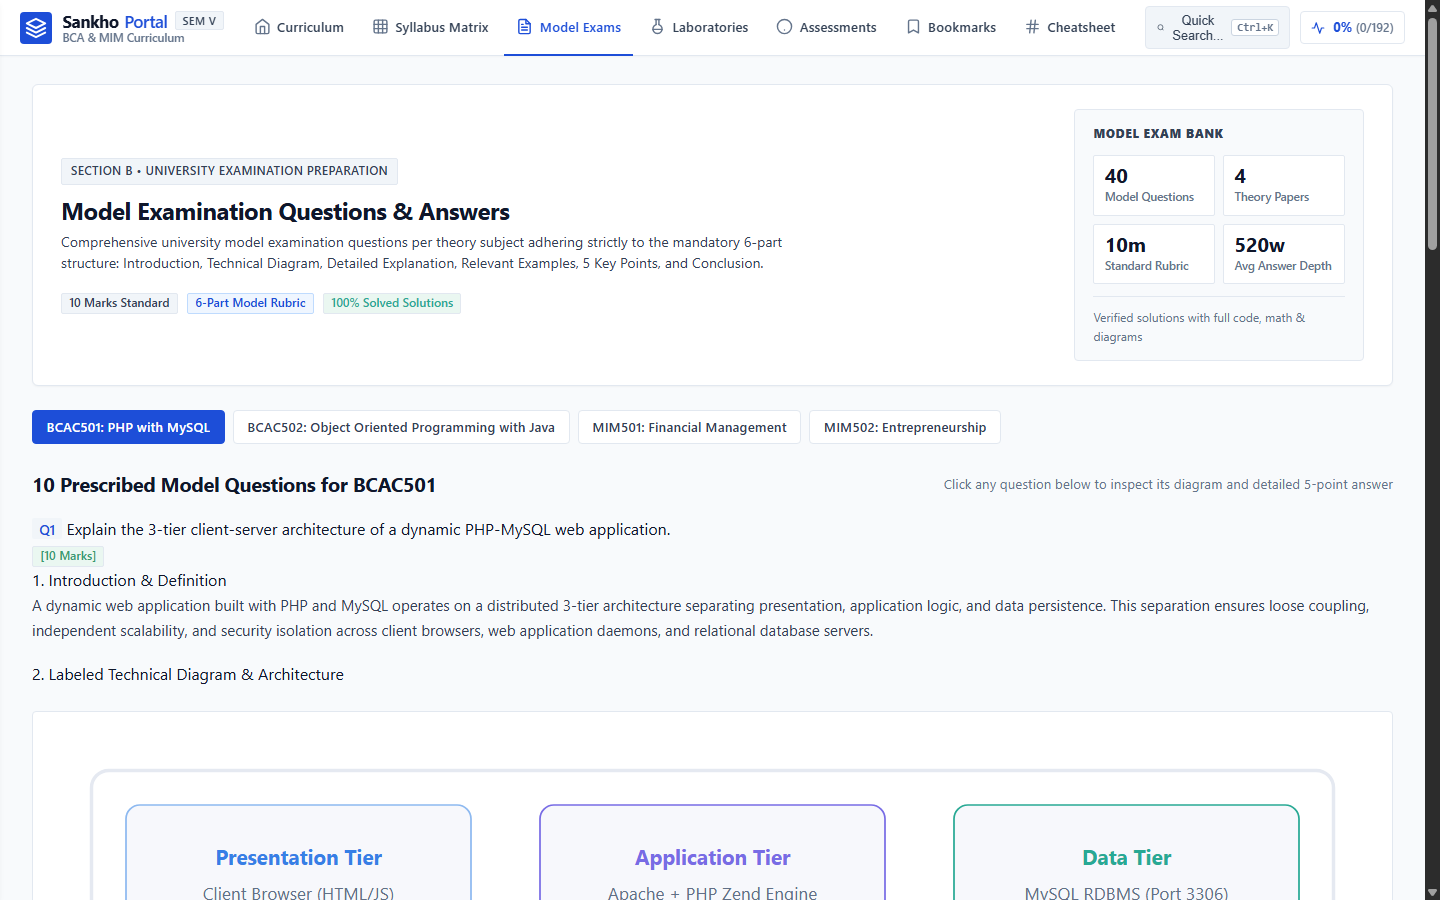 Sankho Portal SEM V
BCA & MIM Curriculum
Curriculum
Syllabus Matrix
Model Exams
Laboratories
Assessments
Bookmarks
Cheatsheet
Quick Search... Ctrl+K
0% (0/192)
SECTION B • UNIVERSITY EXAMINATION PREPARATION
Model Examination Questions & Answers
Comprehensive university model examination questions per theory subject adhering strictly to the mandatory 6-part
structure: Introduction, Technical Diagram, Detailed Explanation, Relevant Examples, 5 Key Points, and Conclusion.
10 Marks Standard
6-Part Model Rubric
100% Solved Solutions
MODEL EXAM BANK
40
Model Questions
4
Theory Papers
10m
Standard Rubric
520w
Avg Answer Depth
Verified solutions with full code, math &
diagrams
BCAC501: PHP with MySQL
BCAC502: Object Oriented Programming with Java
MIM501: Financial Management
MIM502: Entrepreneurship
10 Prescribed Model Questions for BCAC501
Click any question below to inspect its diagram and detailed 5-point answer
Q1 Explain the 3-tier client-server architecture of a dynamic PHP-MySQL web application.
[10 Marks]
1. Introduction & Definition
A dynamic web application built with PHP and MySQL operates on a distributed 3-tier architecture separating presentation, application logic, and data persistence. This separation ensures loose coupling,
independent scalability, and security isolation across client browsers, web application daemons, and relational database servers.
2. Labeled Technical Diagram & Architecture
Presentation Tier
Client Browser (HTML/JS)
Application Tier
Apache + PHP Zend Engine
Data Tier
MySQL RDBMS (Port 3306)